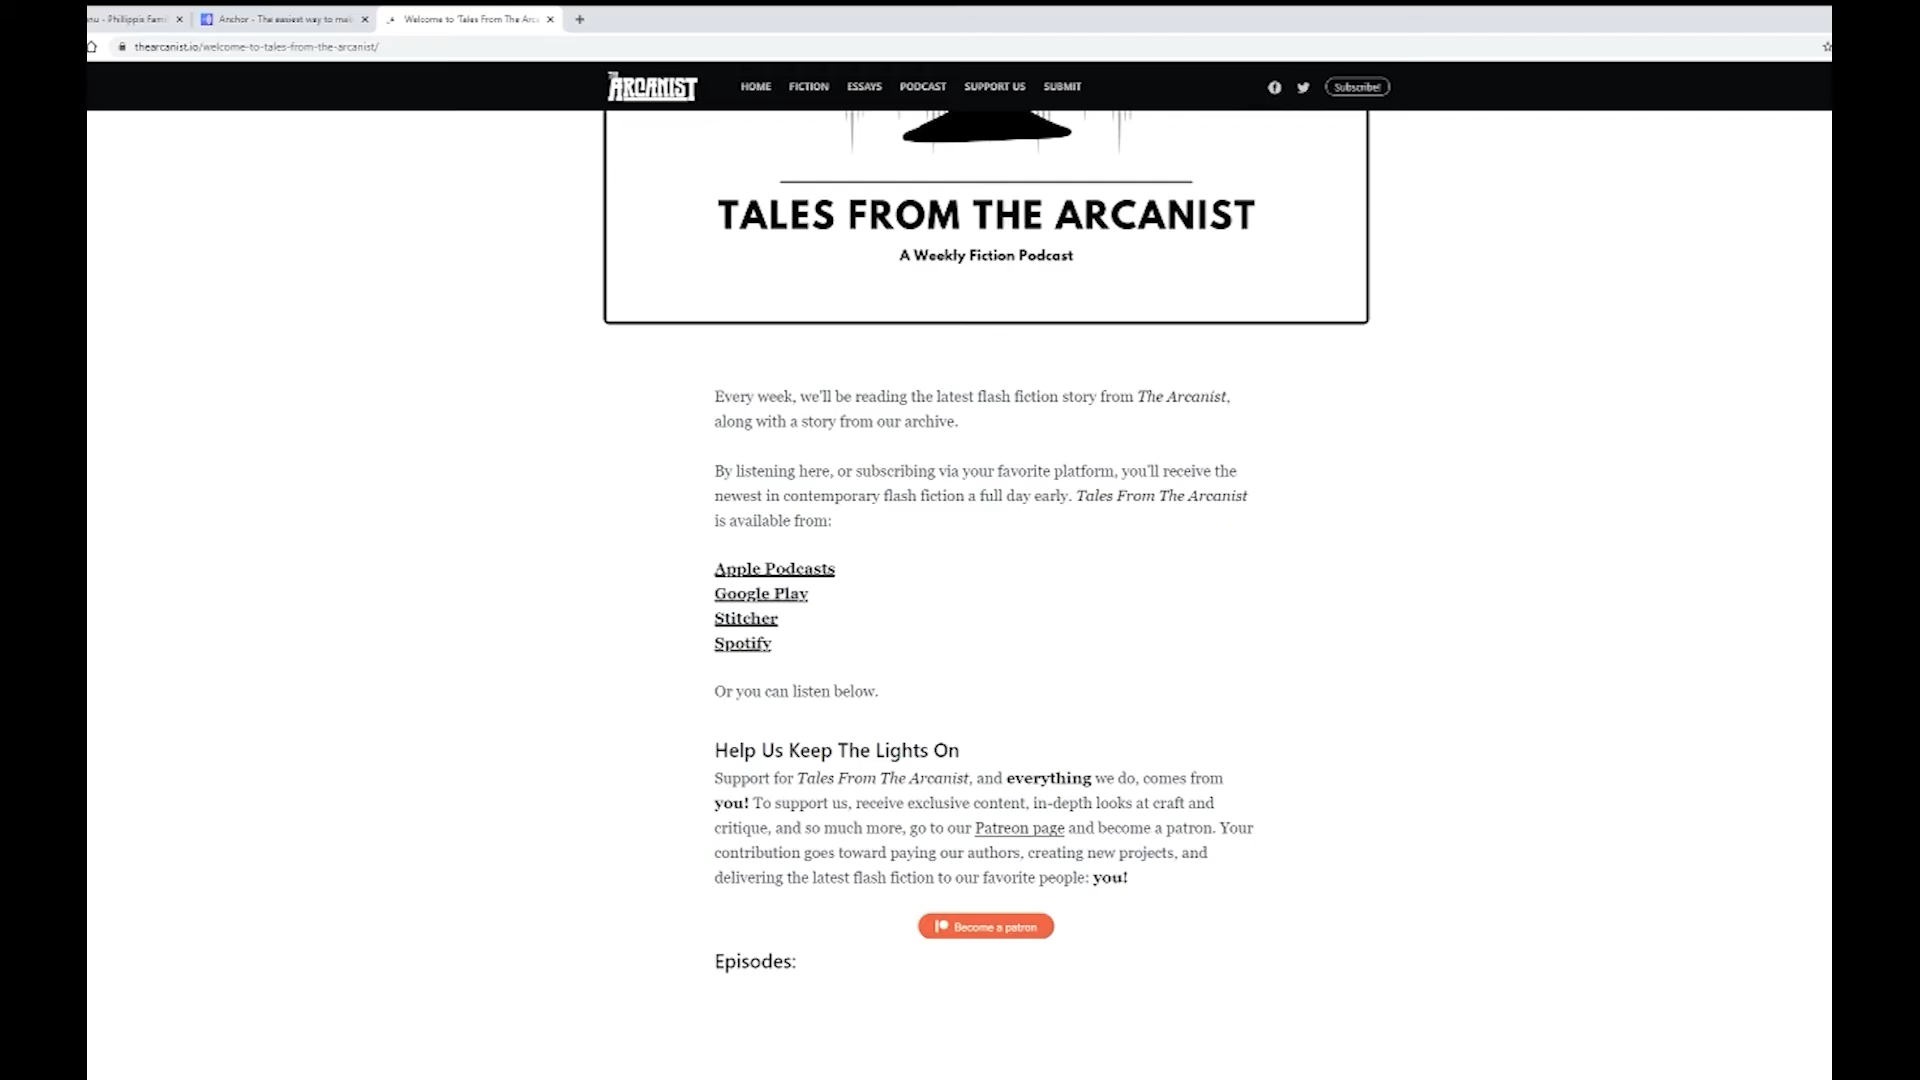 nu - Phillippis Fami
Anchor - The easiest way to mak
Welcome to 'Tales From The Arc
thearcanist.io/welcome-to-tales-from-the-arcanist/
THE ARCANIST
HOME FICTION ESSAYS PODCAST SUPPORT US SUBMIT
Subscribe!
TALES FROM THE ARCANIST
A Weekly Fiction Podcast
Every week, we'll be reading the latest flash fiction story from The Arcanist,
along with a story from our archive.
By listening here, or subscribing via your favorite platform, you'll receive the
newest in contemporary flash fiction a full day early. Tales From The Arcanist
is available from:
Apple Podcasts
Google Play
Stitcher
Spotify
Or you can listen below.
Help Us Keep The Lights On
Support for Tales From The Arcanist, and everything we do, comes from
you! To support us, receive exclusive content, in-depth looks at craft and
critique, and so much more, go to our Patreon page and become a patron. Your
contribution goes toward paying our authors, creating new projects, and
delivering the latest flash fiction to our favorite people: you!
Become a patron
Episodes: